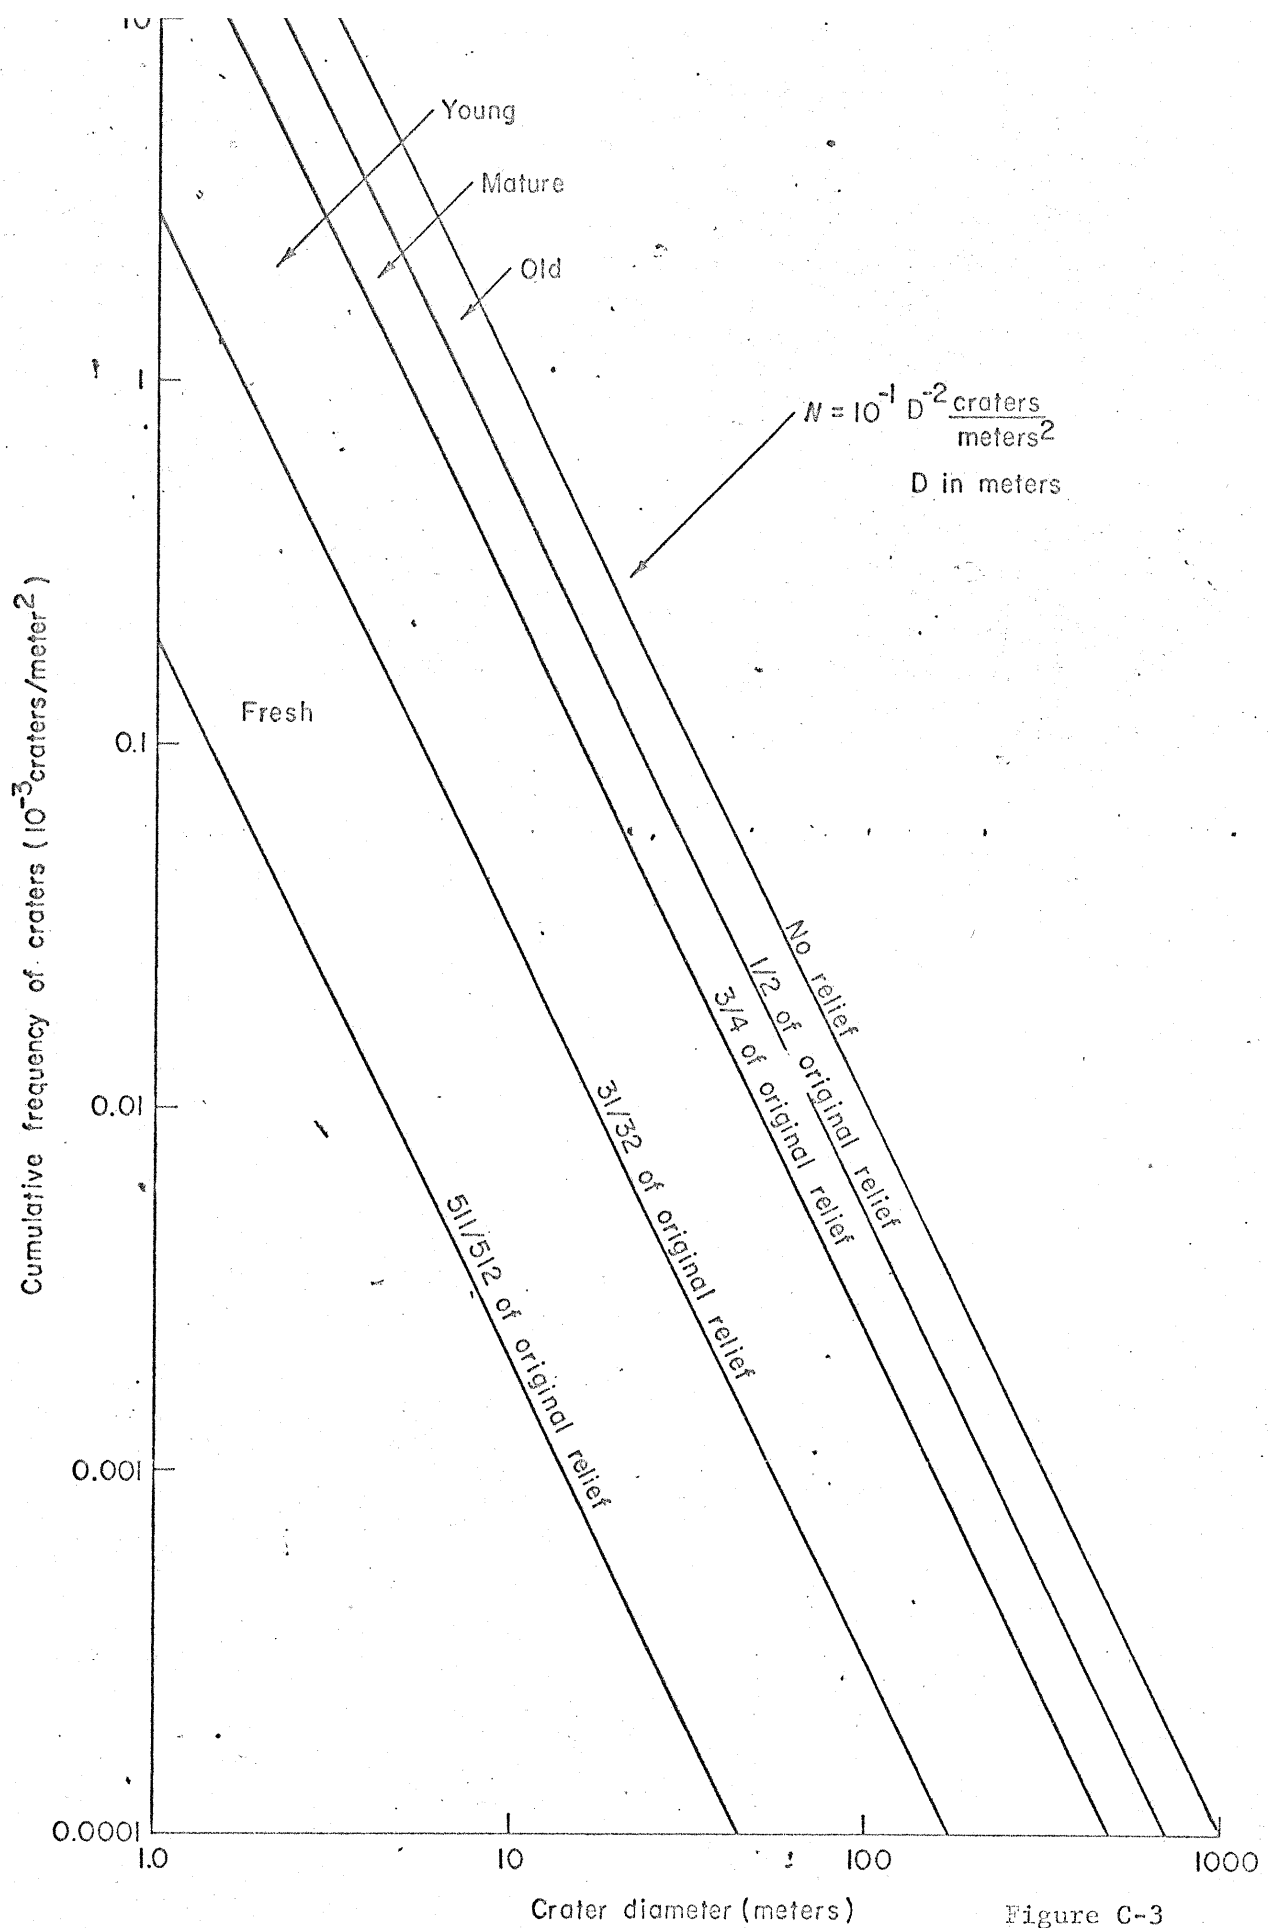 10
Young
Mature
Old
1
N = 10⁻¹ D⁻² craters
meters²
D in meters
Cumulative frequency of craters (10⁻³ craters/meter²)
Fresh
0.1
No relief
1/2 of original relief
3/4 of original relief
31/32 of original relief
511/512 of original relief
0.01
0.001
0.0001
1.0
10
100
1000
Crater diameter (meters)
Figure C-3